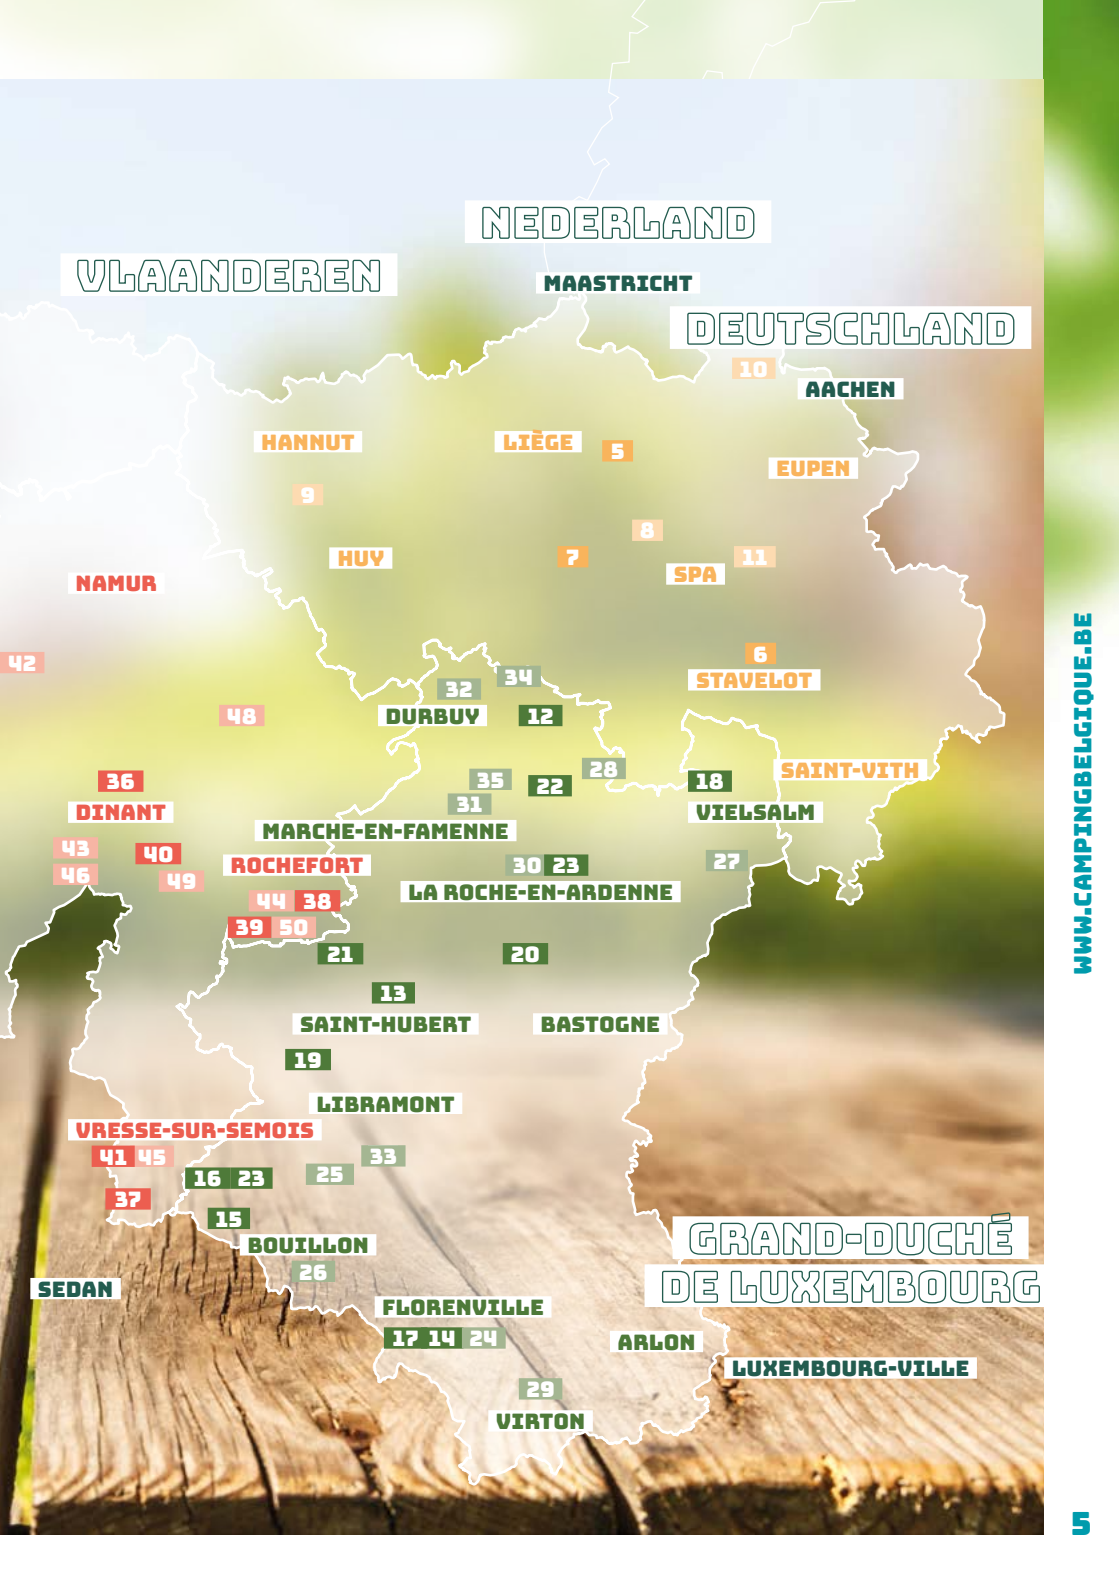 NEDERLAND
VLAANDEREN
MAASTRICHT
DEUTSCHLAND
10
AACHEN
HANNUT
LIÈGE
5
EUPEN
9
8
HUY
7
11
SPA
NAMUR
6
42
STAVELOT
34
32
48
DURBUY
12
28
SAINT-VITH
36
35
22
18
31
DINANT
VIELSALM
MARCHE-EN-FAMENNE
43
40
ROCHEFORT
30 23
27
46
49
LA ROCHE-EN-ARDENNE
44 38
39 50
21
20
13
SAINT-HUBERT
BASTOGNE
19
LIBRAMONT
VRESSE-SUR-SEMOIS
41 45
33
16 23
25
37
15
BOUILLON
GRAND-DUCHÉ
DE LUXEMBOURG
26
SEDAN
FLORENVILLE
17 14 24
ARLON
LUXEMBOURG-VILLE
29
VIRTON
WWW.CAMPINGBELGIQUE.BE
5